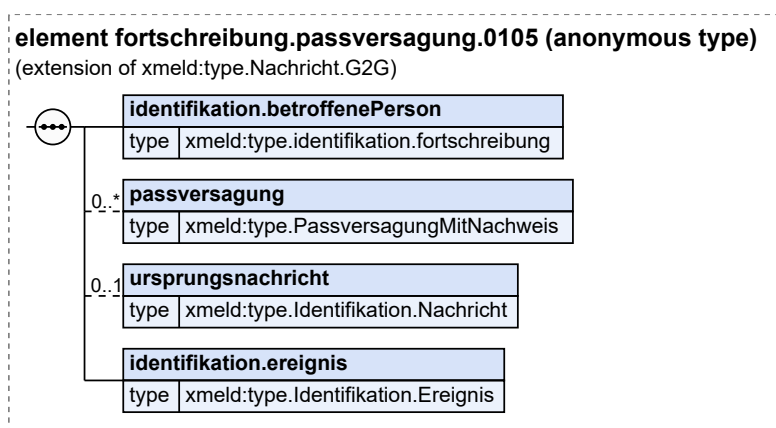 element fortschreibung.passversagung.0105 (anonymous type)
(extension of xmeld:type.Nachricht.G2G)
identifikation.betroffenePerson
type xmeld:type.identifikation.fortschreibung
0..* passversagung
type xmeld:type.PassversagungMitNachweis
0..1 ursprungsnachricht
type xmeld:type.Identifikation.Nachricht
identifikation.ereignis
type xmeld:type.Identifikation.Ereignis